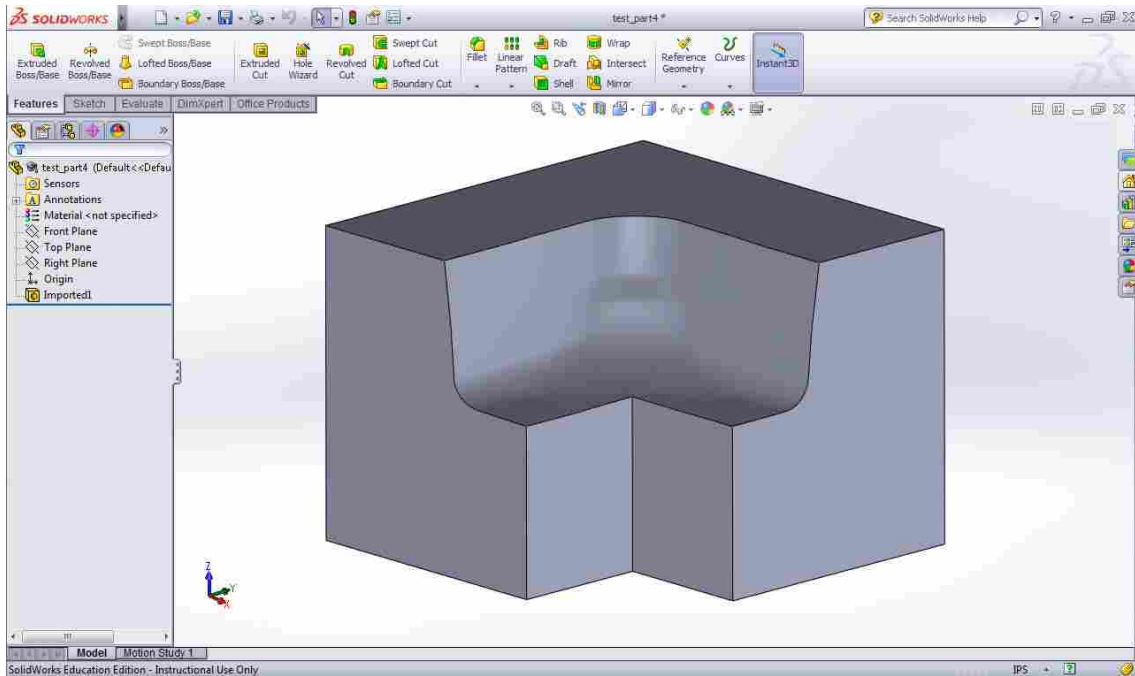 SOLIDWORKS
test_part4 *
Search SolidWorks Help
Extruded Boss/Base
Revolved Boss/Base
Swept Boss/Base
Lofted Boss/Base
Boundary Boss/Base
Extruded Cut
Hole Wizard
Revolved Cut
Swept Cut
Lofted Cut
Boundary Cut
Fillet
Linear Pattern
Rib
Draft
Shell
Wrap
Intersect
Mirror
Reference Geometry
Curves
Instant3D
Features
Sketch
Evaluate
DimXpert
Office Products
test_part4 (Default<<Defau
Sensors
Annotations
Material <not specified>
Front Plane
Top Plane
Right Plane
Origin
Imported1
Z
Y
X
Model
Motion Study 1
SolidWorks Education Edition - Instructional Use Only
IPS